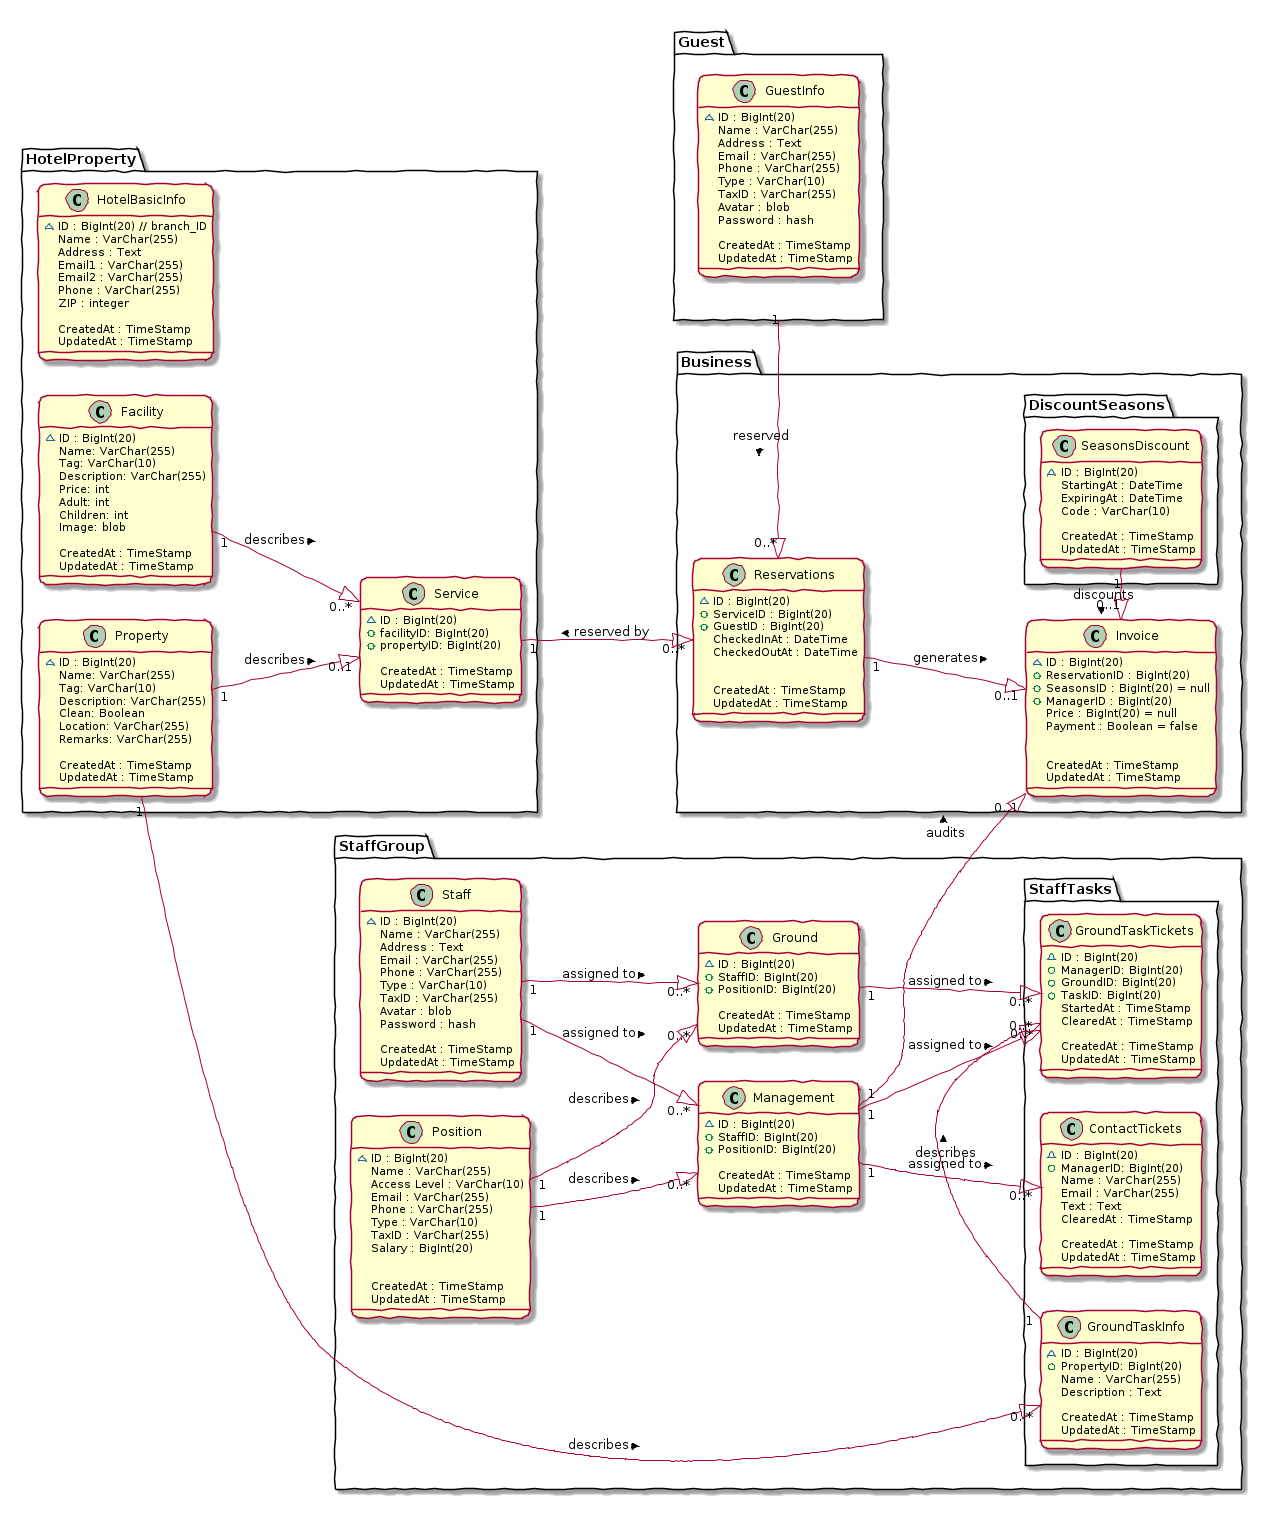 Guest
C GuestInfo
ID : BigInt(20)
Name : VarChar(255)
Address : Text
Email : VarChar(255)
Phone : VarChar(255)
Type : VarChar(10)
TaxID : VarChar(255)
Avatar : blob
Password : hash
CreatedAt : TimeStamp
UpdatedAt : TimeStamp
1
reserved
0..*
HotelProperty
C HotelBasicInfo
ID : BigInt(20) // branch_ID
Name : VarChar(255)
Address : Text
Email1 : VarChar(255)
Email2 : VarChar(255)
Phone : VarChar(255)
ZIP : integer
CreatedAt : TimeStamp
UpdatedAt : TimeStamp
C Facility
ID : BigInt(20)
Name: VarChar(255)
Tag: VarChar(10)
Description: VarChar(255)
Price: int
Adult: int
Children: int
Image: blob
CreatedAt : TimeStamp
UpdatedAt : TimeStamp
1
describes
0..*
C Service
ID : BigInt(20)
facilityID: BigInt(20)
propertyID: BigInt(20)
CreatedAt : TimeStamp
UpdatedAt : TimeStamp
C Property
ID : BigInt(20)
Name: VarChar(255)
Tag: VarChar(10)
Description: VarChar(255)
Clean: Boolean
Location: VarChar(255)
Remarks: VarChar(255)
CreatedAt : TimeStamp
UpdatedAt : TimeStamp
1
describes
0..1
1
1
reserved by
0..*
Business
DiscountSeasons
C SeasonsDiscount
ID : BigInt(20)
StartingAt : DateTime
ExpiringAt : DateTime
Code : VarChar(10)
CreatedAt : TimeStamp
UpdatedAt : TimeStamp
1
discounts
0..1
C Reservations
ID : BigInt(20)
ServiceID : BigInt(20)
GuestID : BigInt(20)
CheckedInAt : DateTime
CheckedOutAt : DateTime
CreatedAt : TimeStamp
UpdatedAt : TimeStamp
1
generates
0..1
C Invoice
ID : BigInt(20)
ReservationID : BigInt(20)
SeasonsID : BigInt(20) = null
ManagerID : BigInt(20)
Price : BigInt(20) = null
Payment : Boolean = false
CreatedAt : TimeStamp
UpdatedAt : TimeStamp
0..1
audits
StaffGroup
C Staff
ID : BigInt(20)
Name : VarChar(255)
Address : Text
Email : VarChar(255)
Phone : VarChar(255)
Type : VarChar(10)
TaxID : VarChar(255)
Avatar : blob
Password : hash
CreatedAt : TimeStamp
UpdatedAt : TimeStamp
1
assigned to
0..*
1
assigned to
0..*
C Position
ID : BigInt(20)
Name : VarChar(255)
Access Level : VarChar(10)
Email : VarChar(255)
Phone : VarChar(255)
Type : VarChar(10)
TaxID : VarChar(255)
Salary : BigInt(20)
CreatedAt : TimeStamp
UpdatedAt : TimeStamp
1
describes
0..*
1
describes
0..*
C Ground
ID : BigInt(20)
StaffID: BigInt(20)
PositionID: BigInt(20)
CreatedAt : TimeStamp
UpdatedAt : TimeStamp
1
assigned to
0..*
C Management
ID : BigInt(20)
StaffID: BigInt(20)
PositionID: BigInt(20)
CreatedAt : TimeStamp
UpdatedAt : TimeStamp
1
1
assigned to
0..*
1
assigned to
0..*
describes
0..*
1
StaffTasks
C GroundTaskTickets
ID : BigInt(20)
ManagerID: BigInt(20)
GroundID: BigInt(20)
TaskID: BigInt(20)
StartedAt : TimeStamp
ClearedAt : TimeStamp
CreatedAt : TimeStamp
UpdatedAt : TimeStamp
C ContactTickets
ID : BigInt(20)
ManagerID: BigInt(20)
Name : VarChar(255)
Email : VarChar(255)
Text : Text
ClearedAt : TimeStamp
CreatedAt : TimeStamp
UpdatedAt : TimeStamp
C GroundTaskInfo
ID : BigInt(20)
PropertyID: BigInt(20)
Name : VarChar(255)
Description : Text
CreatedAt : TimeStamp
UpdatedAt : TimeStamp
describes
0..*